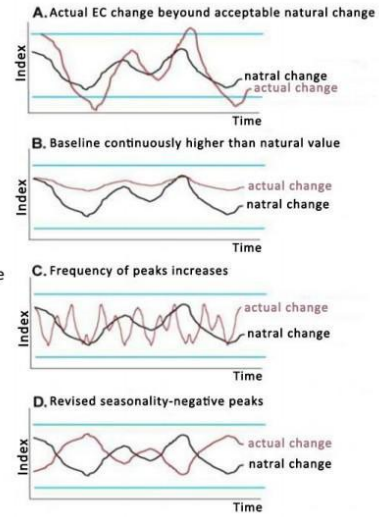 A. Actual EC change beyound acceptable natural change
Index
natral change
actual change
Time
B. Baseline continuously higher than natural value
Index
actual change
natral change
Time
C. Frequency of peaks increases
Index
actual change
natral change
Time
D. Revised seasonality-negative peaks
Index
actual change
natral change
Time